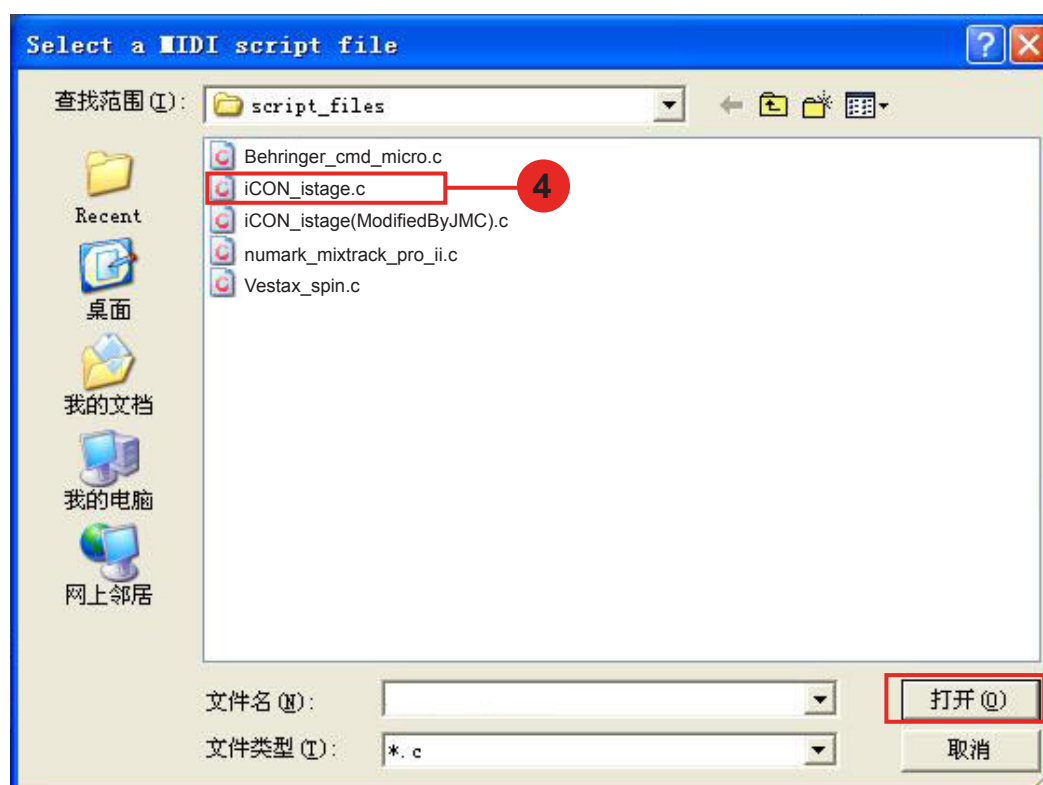 Select a MIDI script file
查找范围(I): script_files
Behringer_cmd_micro.c
iCON_istage.c 4
iCON_istage(ModifiedByJMC).c
numark_mixtrack_pro_ii.c
Vestax_spin.c
Recent
桌面
我的文档
我的电脑
网上邻居
文件名(N): 打开(O)
文件类型(T): *.c 取消